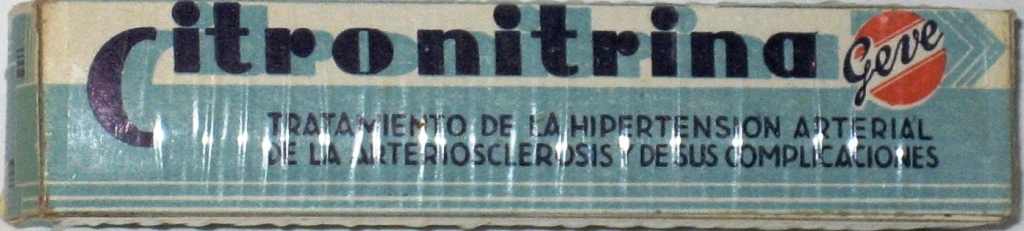 Citronitrina
Geve
TRATAMIENTO DE LA HIPERTENSION ARTERIAL
DE LA ARTERIOSCLEROSIS Y DE SUS COMPLICACIONES